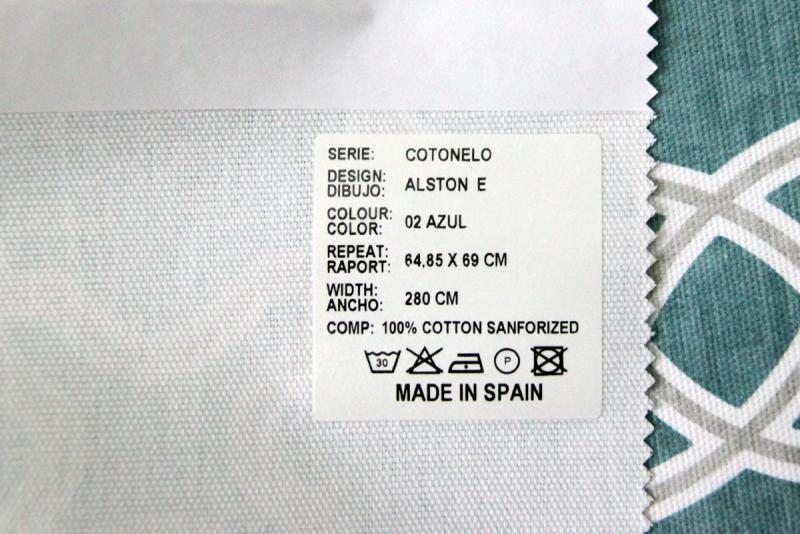 SERIE: COTONELO
DESIGN:
DIBUJO: ALSTON E
COLOUR:
COLOR: 02 AZUL
REPEAT:
RAPORT: 64,85 X 69 CM
WIDTH:
ANCHO: 280 CM
COMP: 100% COTTON SANFORIZED
30 P
MADE IN SPAIN